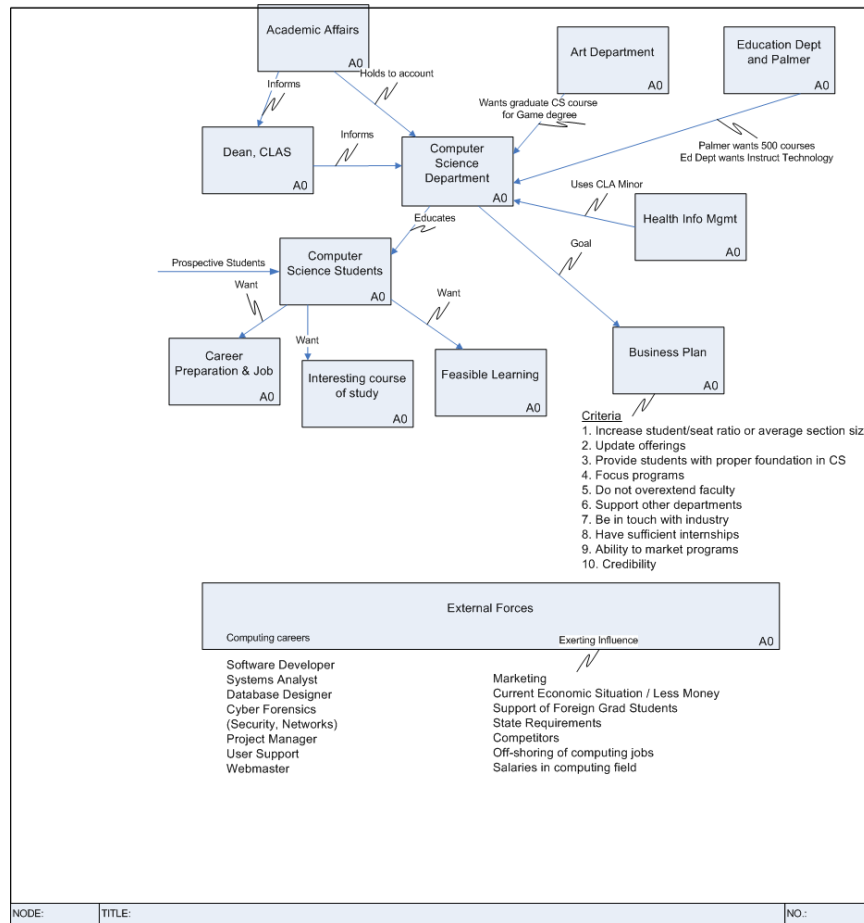 Academic Affairs
A0
Art Department
A0
Education Dept
and Palmer
A0
Informs
Holds to account
Wants graduate CS course
for Game degree
Palmer wants 500 courses
Ed Dept wants Instruct Technology
Dean, CLAS
A0
Informs
Computer
Science
Department
A0
Uses CLA Minor
Health Info Mgmt
A0
Educates
Goal
Prospective Students
Computer
Science Students
A0
Want
Want
Want
Career
Preparation & Job
A0
Interesting course
of study
A0
Feasible Learning
A0
Business Plan
A0
Criteria
1. Increase student/seat ratio or average section siz
2. Update offerings
3. Provide students with proper foundation in CS
4. Focus programs
5. Do not overextend faculty
6. Support other departments
7. Be in touch with industry
8. Have sufficient internships
9. Ability to market programs
10. Credibility
External Forces
Computing careers
Exerting Influence
A0
Software Developer
Systems Analyst
Database Designer
Cyber Forensics
(Security, Networks)
Project Manager
User Support
Webmaster
Marketing
Current Economic Situation / Less Money
Support of Foreign Grad Students
State Requirements
Competitors
Off-shoring of computing jobs
Salaries in computing field
NODE:
TITLE:
NO.: